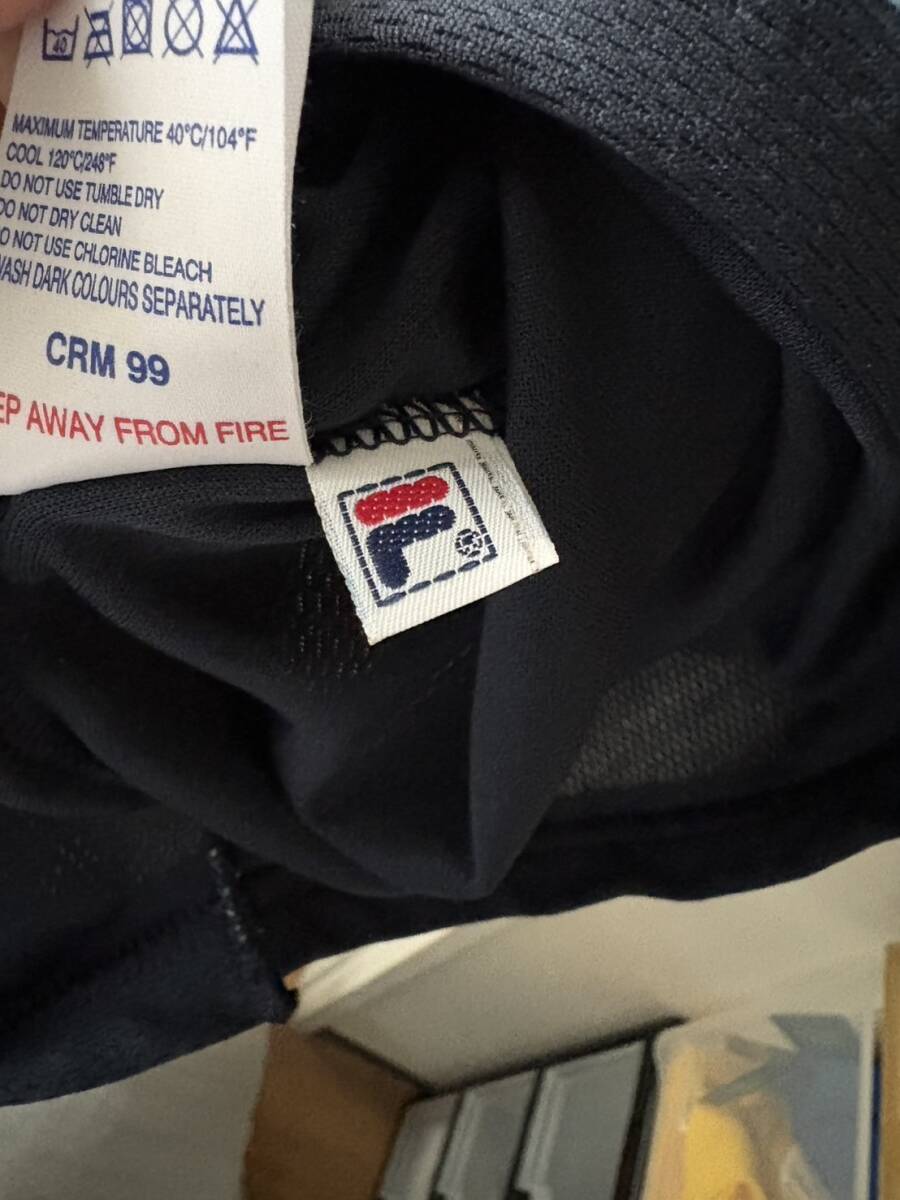 40
MAXIMUM TEMPERATURE 40°C/104°F
COOL 120°C/248°F
DO NOT USE TUMBLE DRY
DO NOT DRY CLEAN
O NOT USE CHLORINE BLEACH
WASH DARK COLOURS SEPARATELY
CRM 99
EP AWAY FROM FIRE
F